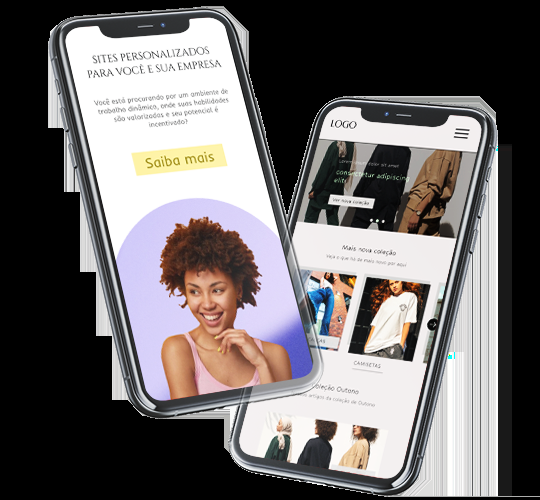 SITES PERSONALIZADOS
PARA VOCÊ E SUA EMPRESA
Você está procurando por um ambiente de
trabalho dinâmico, onde suas habilidades
são valorizadas e seu potencial é
incentivado?
Saiba mais
LOGO
Lorem ipsum dolor sit amet
consectetur adipiscing
elit
Ver nova coleção
Mais nova coleção
Veja o que há de mais novo por aqui
CAMISETAS
coleção Outono
artigos da coleção de Outono